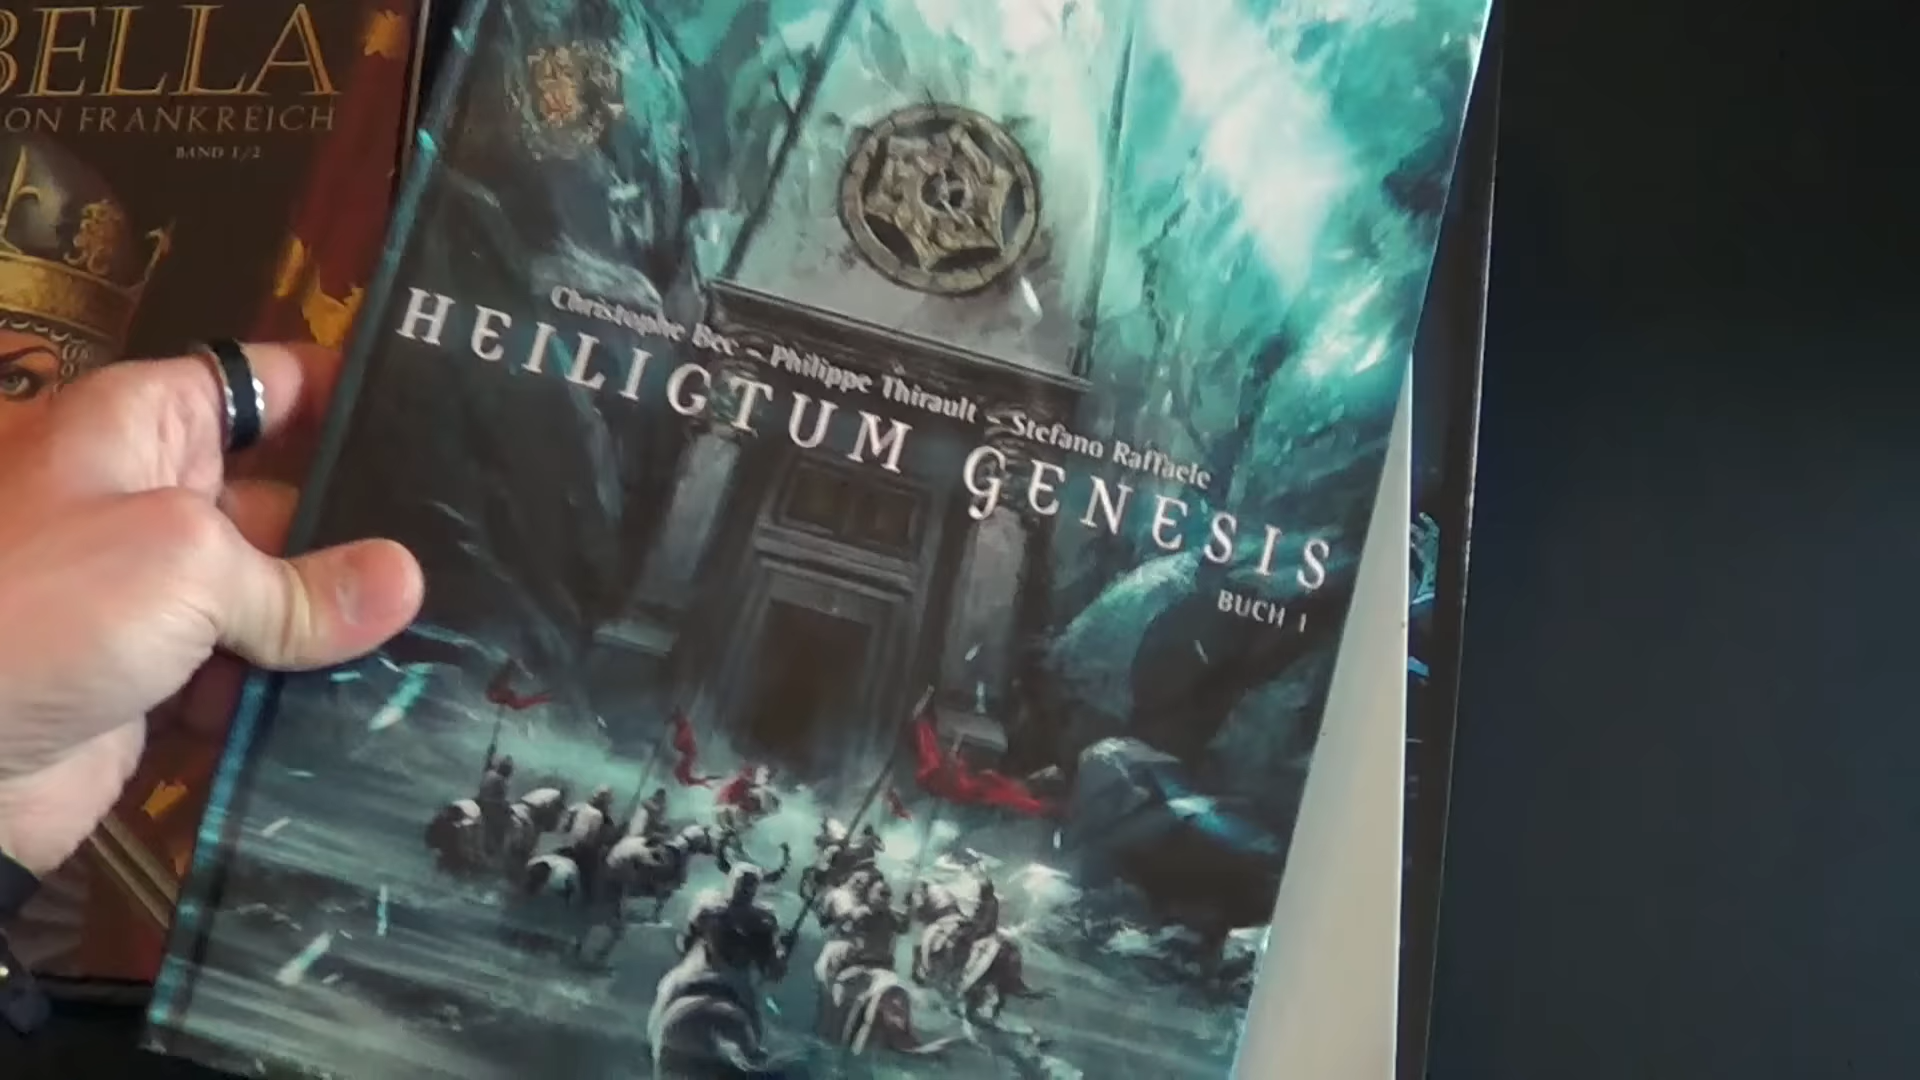 BELLA
ON FRANKREICH
BAND 1/2
Christophe Bec – Philippe Thirault – Stefano Raffaele
HEILIGTUM GENESIS
BUCH 1